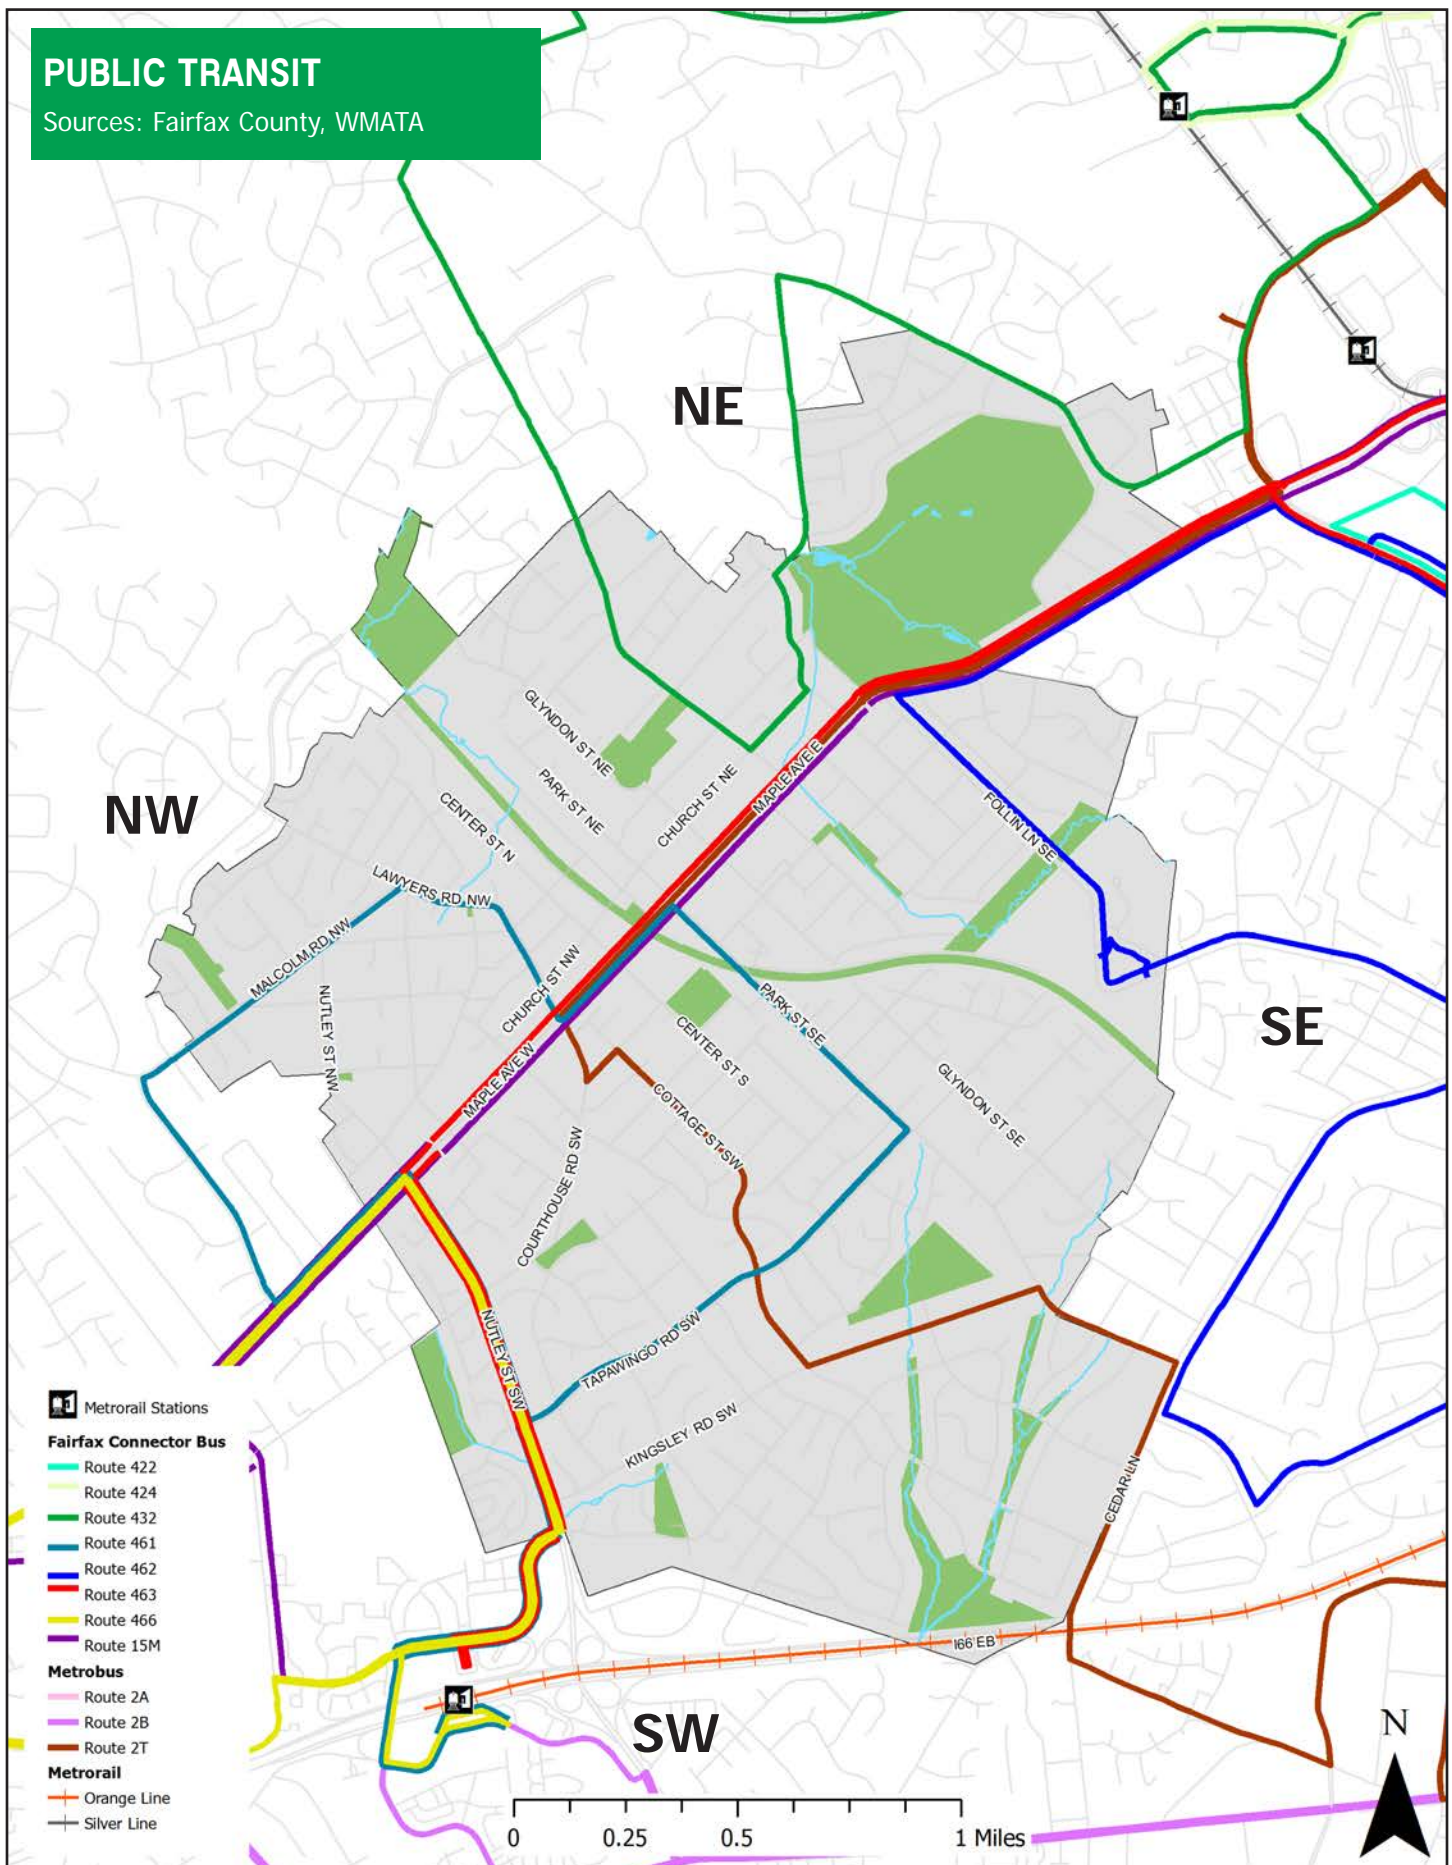 PUBLIC TRANSIT
Sources: Fairfax County, WMATA
NE
NW
GLYNDON ST NE
PARK ST NE
CHURCH ST NE
MAPLE AVE E
CENTER ST N
FOLLIN LN SE
LAWYERS RD NW
MALCOLM RD NW
CHURCH ST NW
NUTLEY ST NW
PARK ST SE
SE
CENTER ST S
MAPLE AVE W
GLYNDON ST SE
COTTAGE ST SW
COURTHOUSE RD SW
NUTLEY ST SW
TAPAWINGO RD SW
KINGSLEY RD SW
CEDAR LN
I66 EB
SW
Metrorail Stations
Fairfax Connector Bus
Route 422
Route 424
Route 432
Route 461
Route 462
Route 463
Route 466
Route 15M
Metrobus
Route 2A
Route 2B
Route 2T
Metrorail
Orange Line
Silver Line
N
0 0.25 0.5 1 Miles